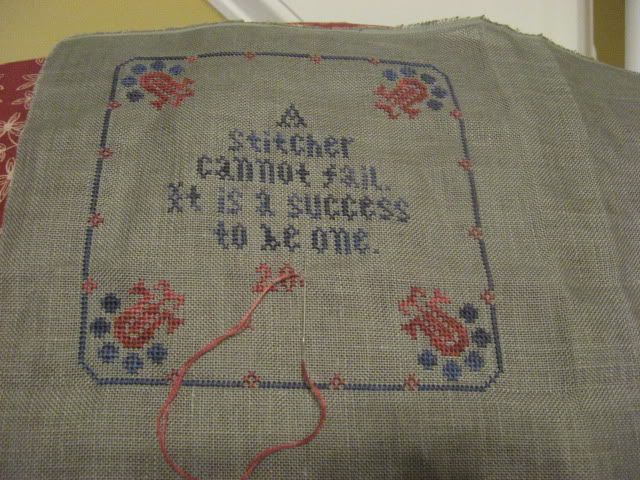 A
stitcher
cannot fail.
It is a success
to be one.